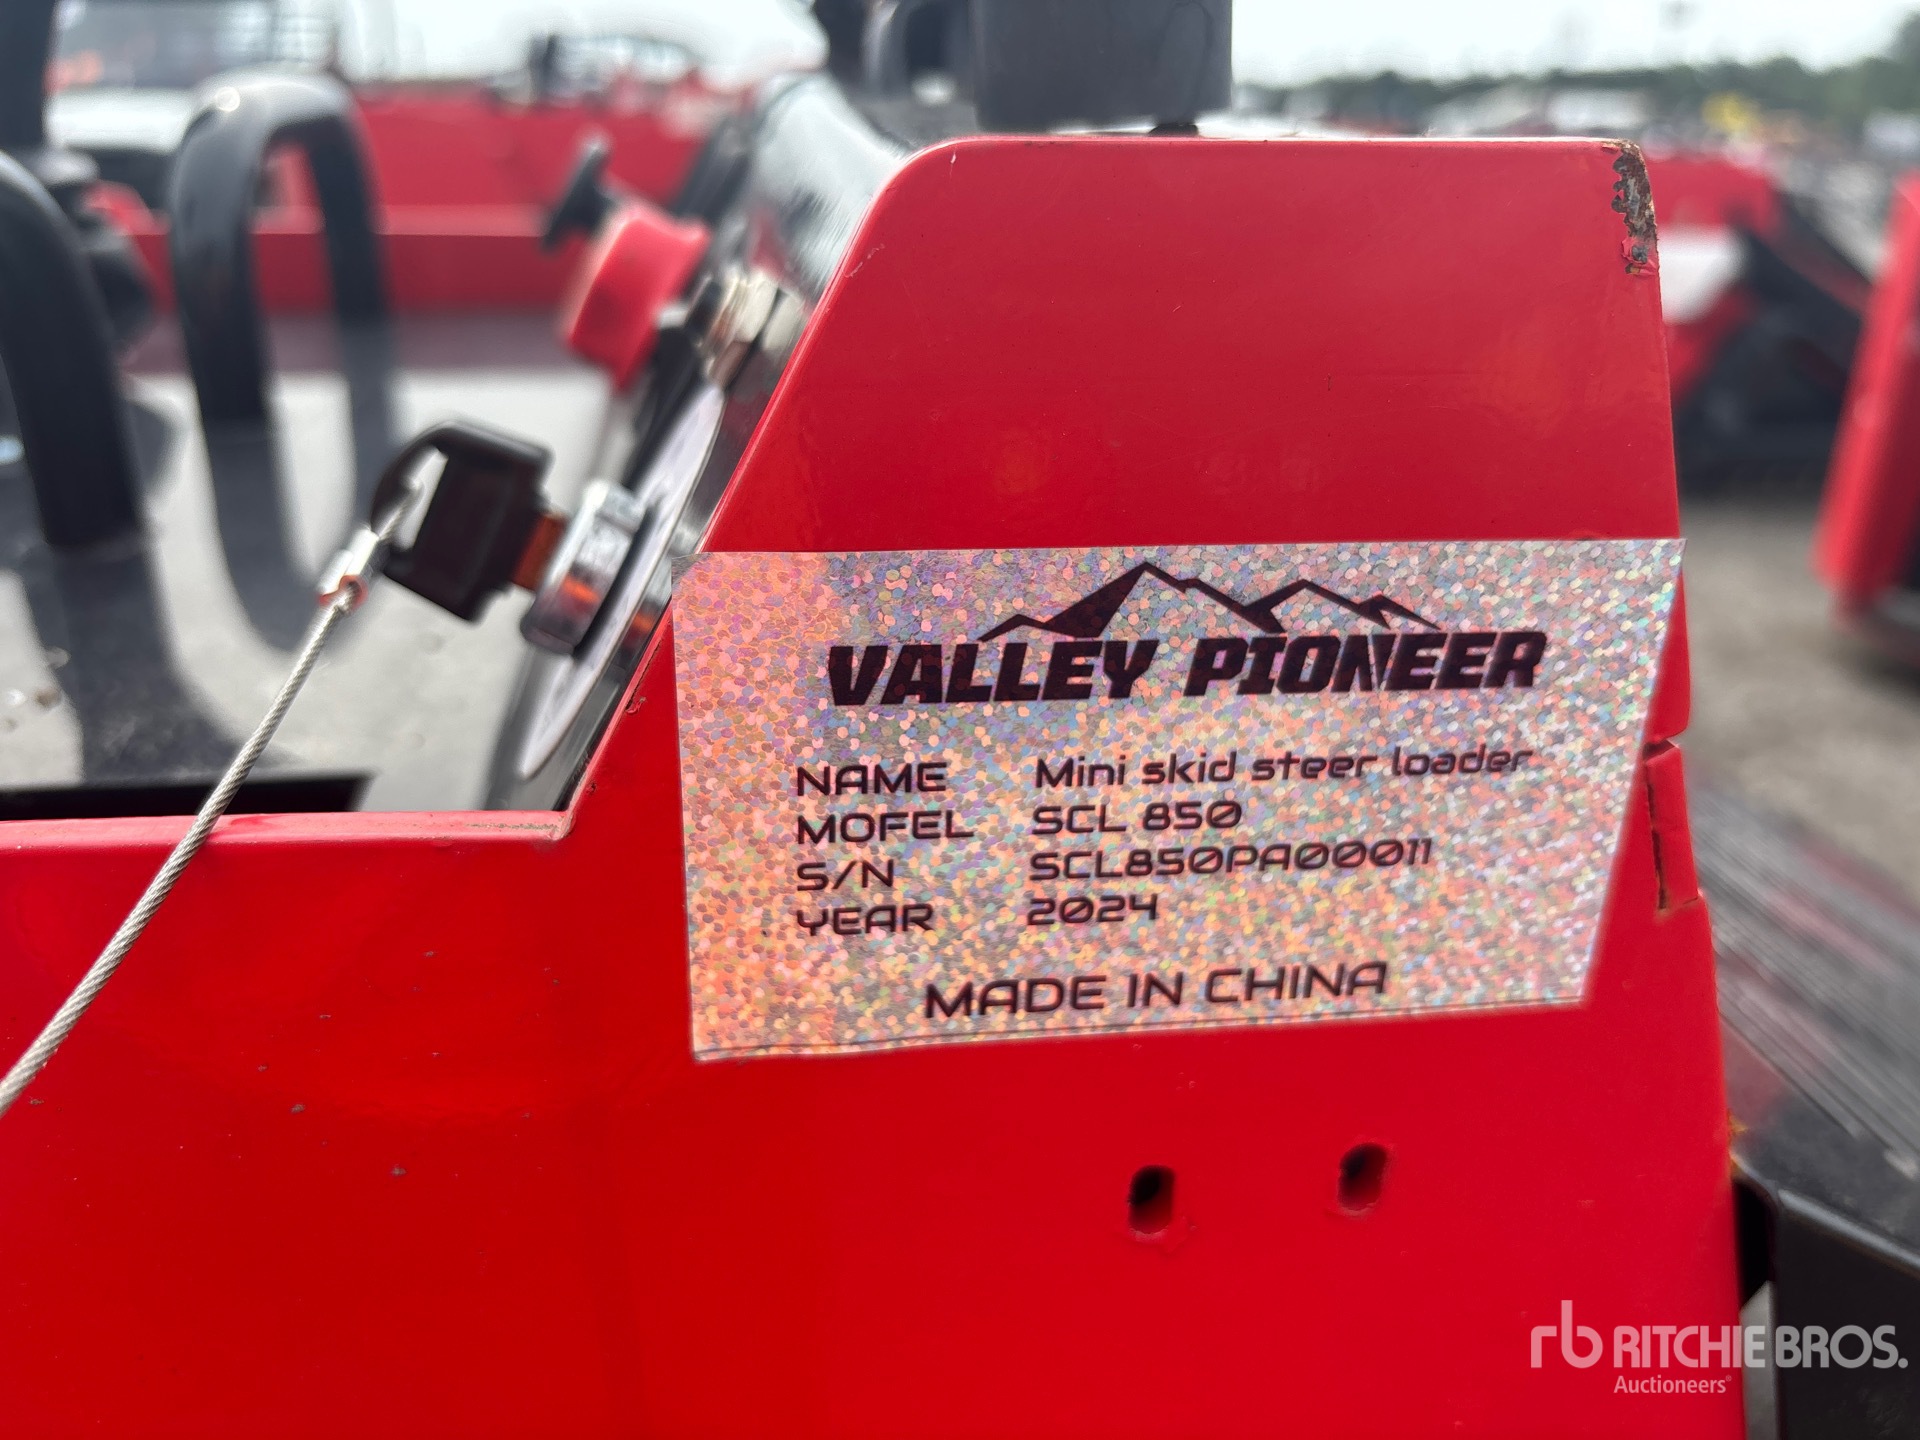 VALLEY PIONEER
NAME Mini skid steer loader
MOFEL SCL 850
S/N SCL850PA00011
YEAR 2024
MADE IN CHINA
rb RITCHIE BROS.
Auctioneers®